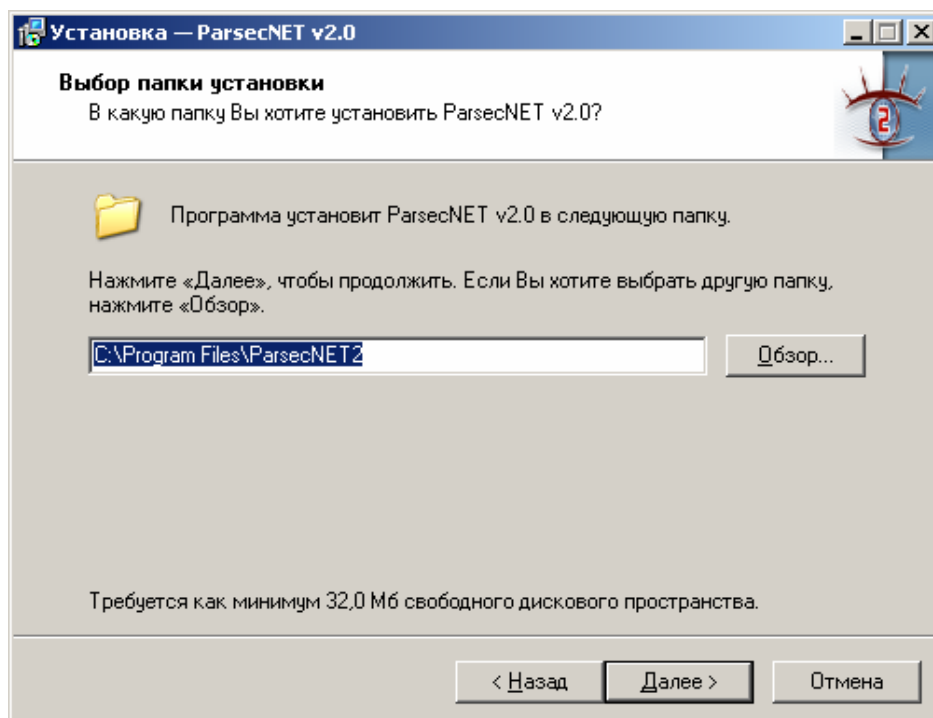 Установка — ParsecNET v2.0
Выбор папки установки
В какую папку Вы хотите установить ParsecNET v2.0?
2
Программа установит ParsecNET v2.0 в следующую папку.
Нажмите «Далее», чтобы продолжить. Если Вы хотите выбрать другую папку,
нажмите «Обзор».
C:\Program Files\ParsecNET2
Обзор...
Требуется как минимум 32,0 Мб свободного дискового пространства.
< Назад
Далее >
Отмена